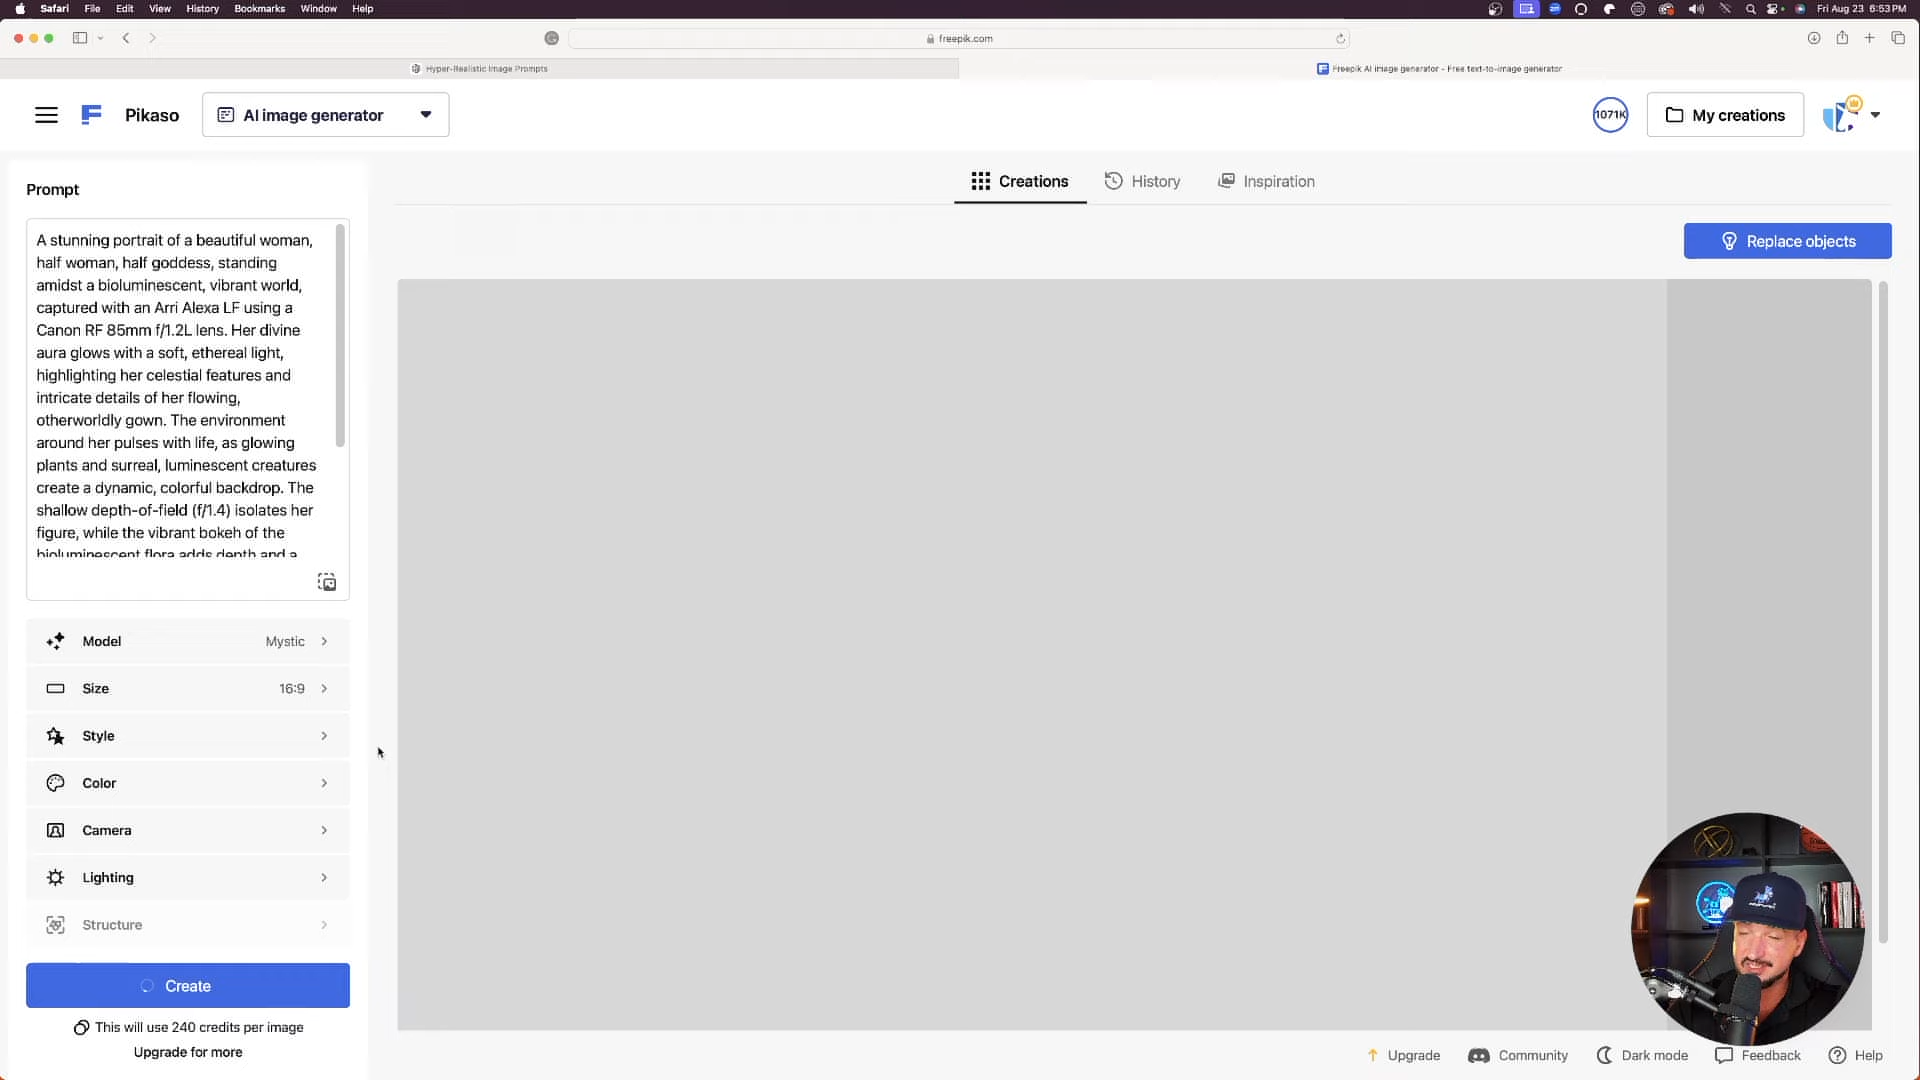 Safari File Edit View History Bookmarks Window Help
Fri Aug 23 6:53 PM
freepik.com
Hyper-Realistic Image Prompts
Freepik AI image generator - Free text-to-image generator
Pikaso
AI image generator
1071K
My creations
Prompt
A stunning portrait of a beautiful woman,
half woman, half goddess, standing
amidst a bioluminescent, vibrant world,
captured with an Arri Alexa LF using a
Canon RF 85mm f/1.2L lens. Her divine
aura glows with a soft, ethereal light,
highlighting her celestial features and
intricate details of her flowing,
otherworldly gown. The environment
around her pulses with life, as glowing
plants and surreal, luminescent creatures
create a dynamic, colorful backdrop. The
shallow depth-of-field (f/1.4) isolates her
figure, while the vibrant bokeh of the
bioluminescent flora adds depth and a
Creations
History
Inspiration
Replace objects
Model Mystic
Size 16:9
Style
Color
Camera
Lighting
Structure
Create
This will use 240 credits per image
Upgrade for more
Upgrade
Community
Dark mode
Feedback
Help